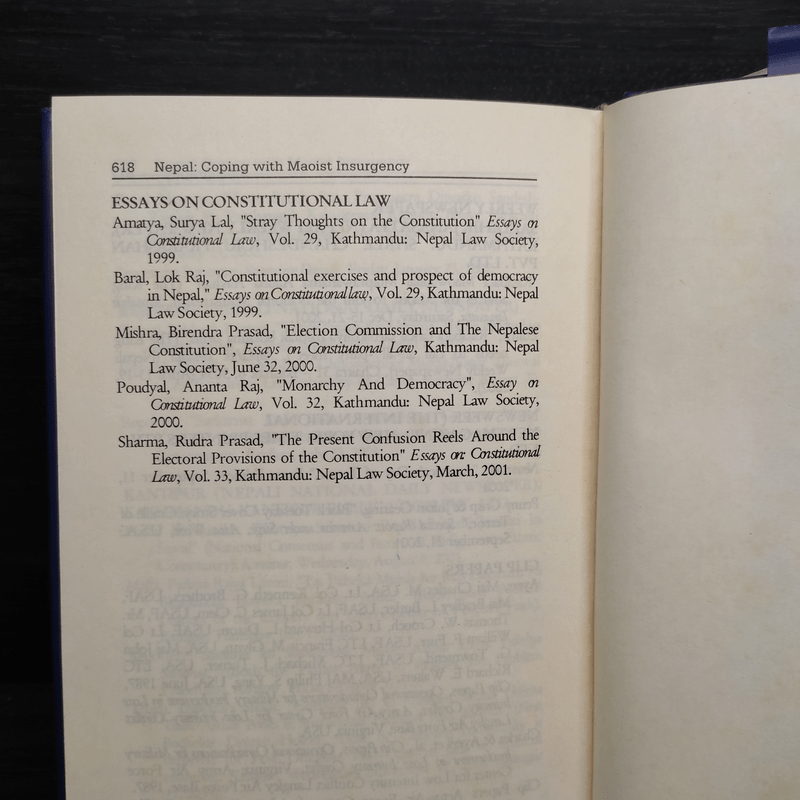 618 Nepal: Coping with Maoist Insurgency
ESSAYS ON CONSTITUTIONAL LAW
Amatya, Surya Lal, "Stray Thoughts on the Constitution" Essays on
Constitutional Law, Vol. 29, Kathmandu: Nepal Law Society,
1999.
Baral, Lok Raj, "Constitutional exercises and prospect of democracy
in Nepal," Essays on Constitutional law, Vol. 29, Kathmandu: Nepal
Law Society, 1999.
Mishra, Birendra Prasad, "Election Commission and The Nepalese
Constitution", Essays on Constitutional Law, Kathmandu: Nepal
Law Society, June 32, 2000.
Poudyal, Ananta Raj, "Monarchy And Democracy", Essay on
Constitutional Law, Vol. 32, Kathmandu: Nepal Law Society,
2000.
Sharma, Rudra Prasad, "The Present Confusion Reels Around the
Electoral Provisions of the Constitution" Essays on: Constitutional
Law, Vol. 33, Kathmandu: Nepal Law Society, March, 2001.